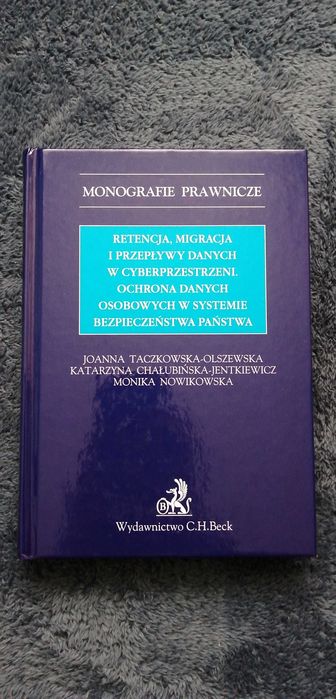 MONOGRAFIE PRAWNICZE
RETENCJA, MIGRACJA
I PRZEPŁYWY DANYCH
W CYBERPRZESTRZENI.
OCHRONA DANYCH
OSOBOWYCH W SYSTEMIE
BEZPIECZEŃSTWA PAŃSTWA
JOANNA TACZKOWSKA-OLSZEWSKA
KATARZYNA CHAŁUBIŃSKA-JENTKIEWICZ
MONIKA NOWIKOWSKA
B
Wydawnictwo C.H.Beck